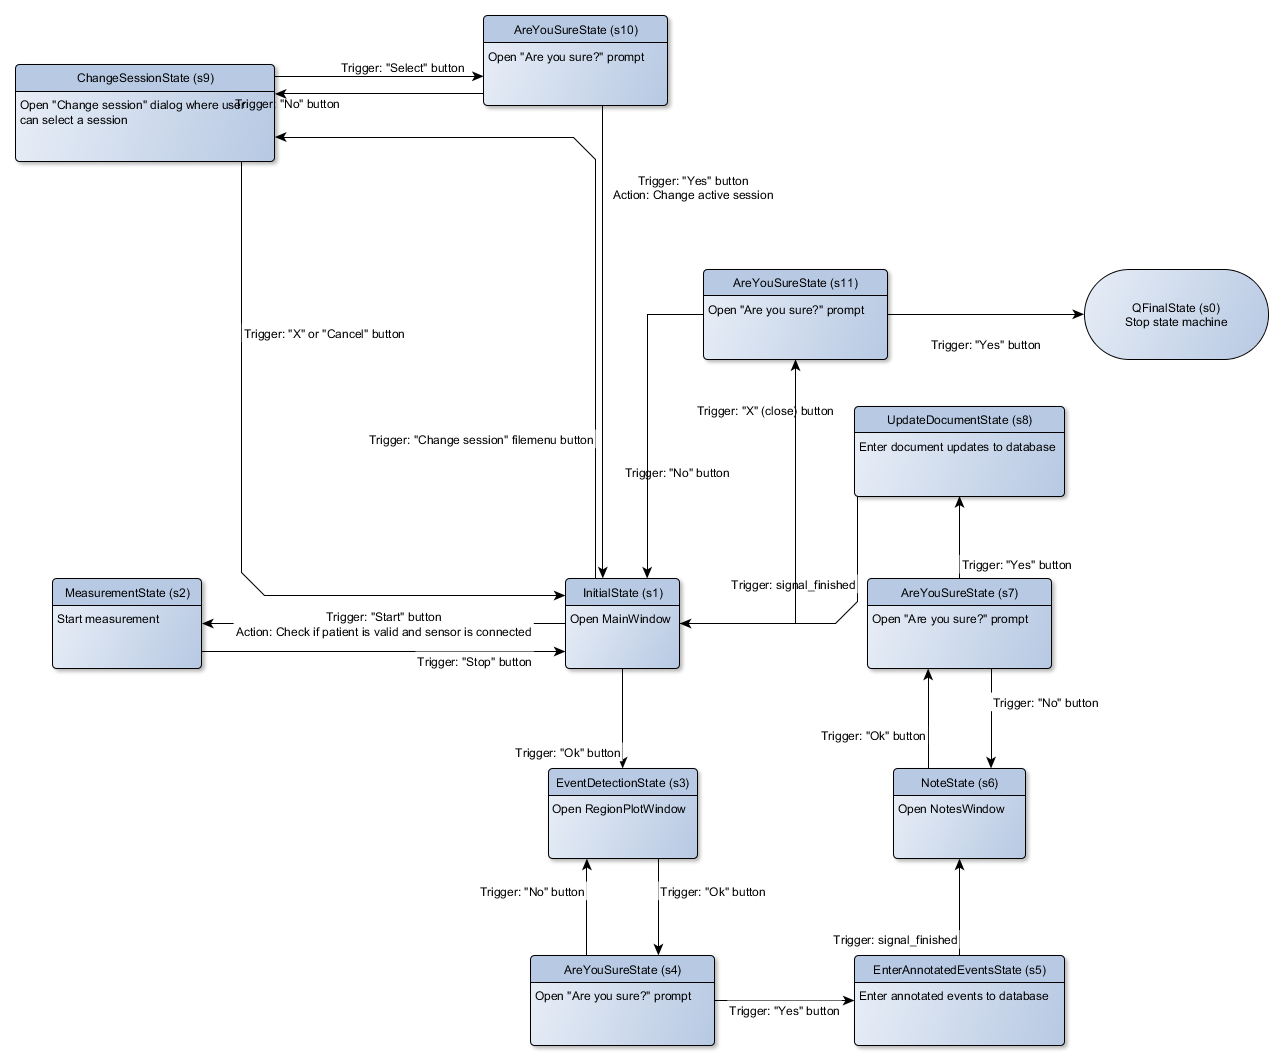 AreYouSureState (s10)
Open "Are you sure?" prompt
ChangeSessionState (s9)
Open "Change session" dialog where user
can select a session
Trigger: "Select" button
Trigger: "No" button
Trigger: "Yes" button
Action: Change active session
AreYouSureState (s11)
Open "Are you sure?" prompt
QFinalState (s0)
Stop state machine
Trigger: "Yes" button
Trigger: "X" or "Cancel" button
Trigger: "X" (close) button
UpdateDocumentState (s8)
Enter document updates to database
Trigger: "Change session" filemenu button
Trigger: "No" button
Trigger: "Yes" button
Trigger: signal_finished
MeasurementState (s2)
Start measurement
Trigger: "Start" button
Action: Check if patient is valid and sensor is connected
Trigger: "Stop" button
InitialState (s1)
Open MainWindow
AreYouSureState (s7)
Open "Are you sure?" prompt
Trigger: "No" button
Trigger: "Ok" button
Trigger: "Ok" button
EventDetectionState (s3)
Open RegionPlotWindow
NoteState (s6)
Open NotesWindow
Trigger: "No" button
Trigger: "Ok" button
Trigger: signal_finished
AreYouSureState (s4)
Open "Are you sure?" prompt
Trigger: "Yes" button
EnterAnnotatedEventsState (s5)
Enter annotated events to database